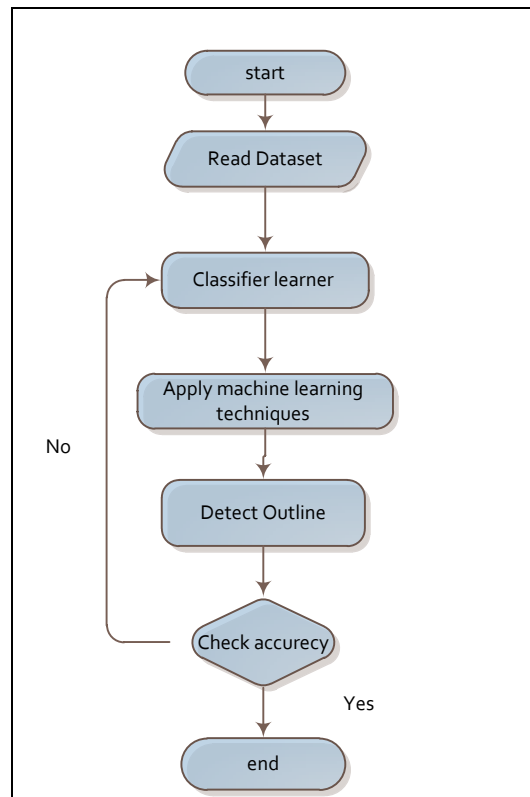 start
Read Dataset
Classifier learner
Apply machine learning
techniques
No
Detect Outline
Check accurecy
Yes
end